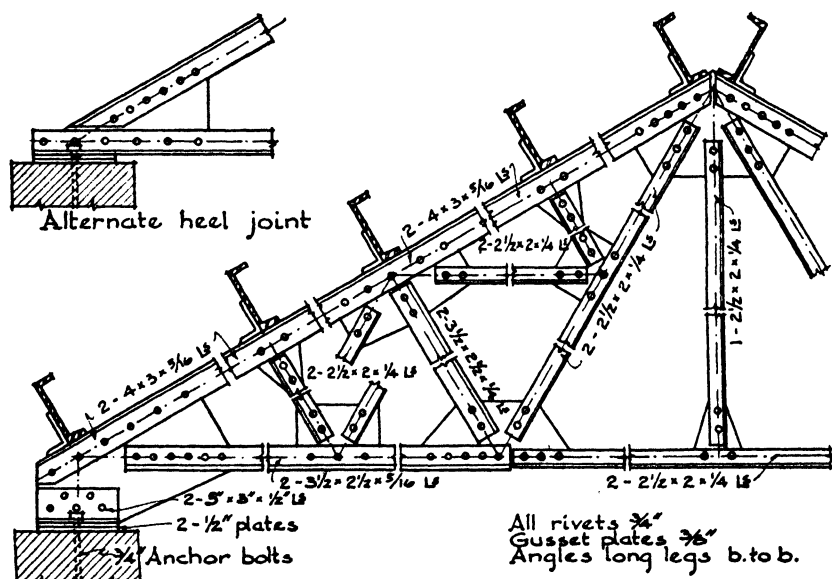 Alternate heel joint
2-4×3×5/16 Ls
2-2½×2×¼ Ls
2-2½×2×¼ Ls
1-2½×2×¼ Ls
2-4×3×5/16 Ls
2-2½×2×¼ Ls
2-3½×2½×¼ Ls
2-3½×2½×5/16 Ls
2-2½×2×¼ Ls
2-5"×3"×½" Ls
2-½" plates
¾" Anchor bolts
All rivets ¾"
Gusset plates ⅜"
Angles long legs b.to b.